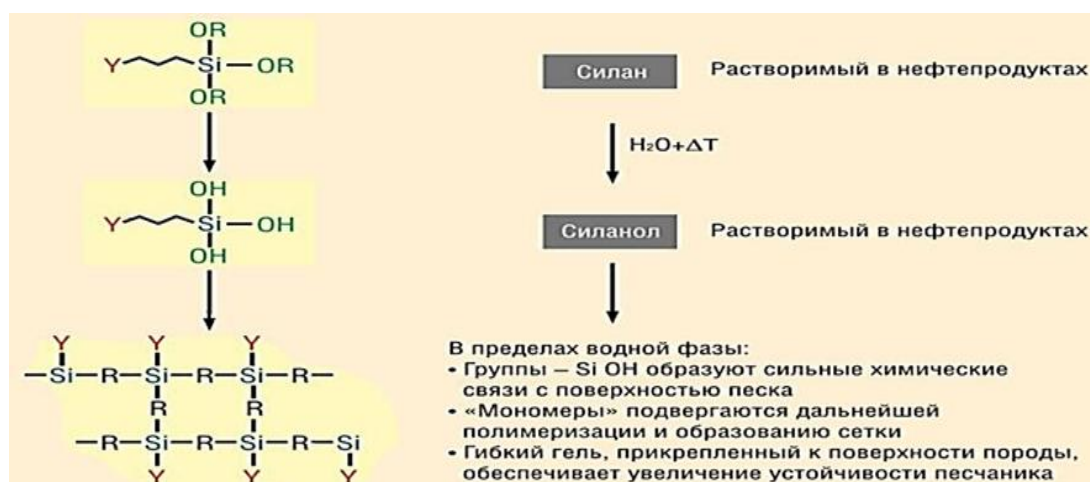 OR
Y Si—OR
OR
Силан Растворимый в нефтепродуктах
H₂O+ΔT
OH
Y Si—OH
OH
Силанол Растворимый в нефтепродуктах
Y Y Y
—Si—R—Si—R—Si—R—
R R
—R—Si—R—Si—R—Si
Y Y Y
В пределах водной фазы:
• Группы – Si OH образуют сильные химические
связи с поверхностью песка
• «Мономеры» подвергаются дальнейшей
полимеризации и образованию сетки
• Гибкий гель, прикрепленный к поверхности породы,
обеспечивает увеличение устойчивости песчаника